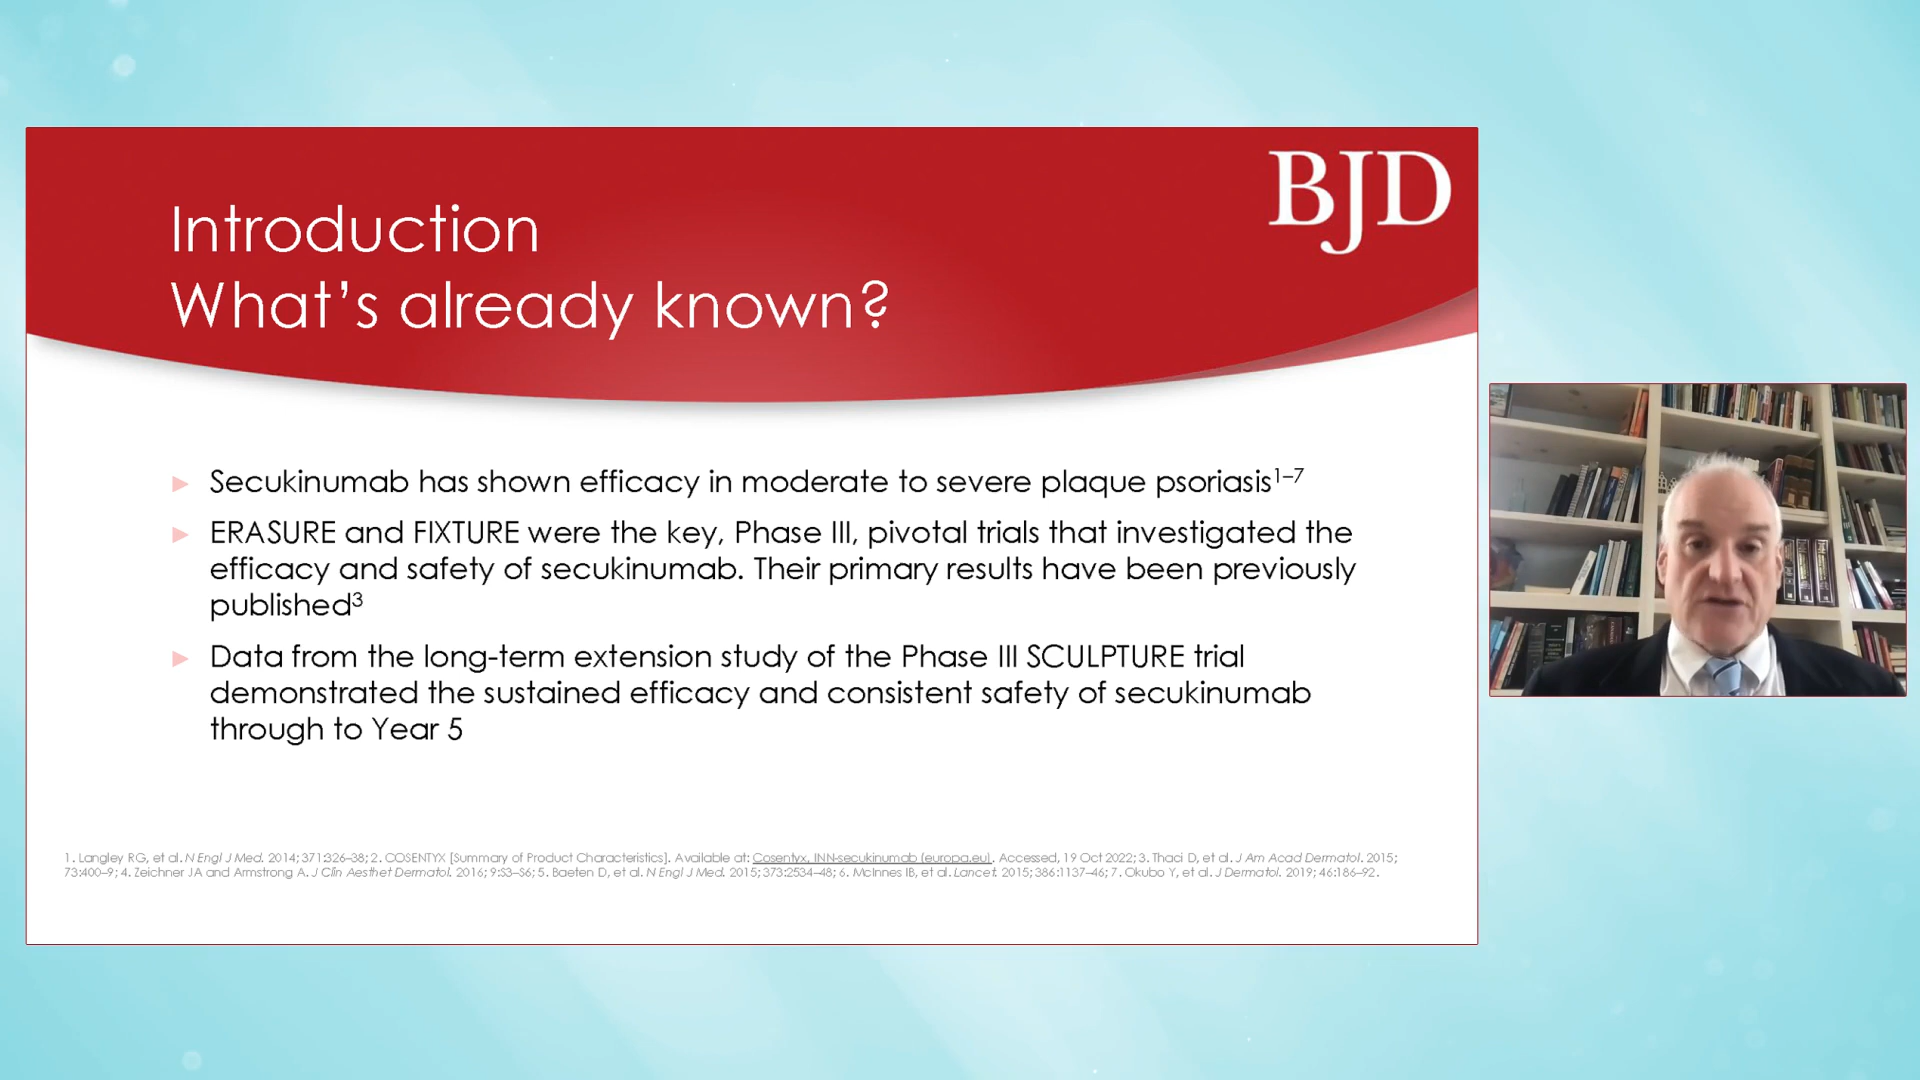 BJD
Introduction
What's already known?
► Secukinumab has shown efficacy in moderate to severe plaque psoriasis1–7
► ERASURE and FIXTURE were the key, Phase III, pivotal trials that investigated the
efficacy and safety of secukinumab. Their primary results have been previously
published3
► Data from the long-term extension study of the Phase III SCULPTURE trial
demonstrated the sustained efficacy and consistent safety of secukinumab
through to Year 5
1. Langley RG, et al. N Engl J Med. 2014; 371:326–38; 2. COSENTYX [Summary of Product Characteristics]. Available at: Cosentyx, INN-secukinumab (europa.eu). Accessed, 19 Oct 2022; 3. Thaci D, et al. J Am Acad Dermatol. 2015;
73:400–9; 4. Zeichner JA and Armstrong A. J Clin Aesthet Dermatol. 2016; 9:S3–S6; 5. Baeten D, et al. N Engl J Med. 2015; 373:2534–48; 6. McInnes IB, et al. Lancet. 2015; 386:1137–46; 7. Okubo Y, et al. J Dermatol. 2019; 46:186–92.